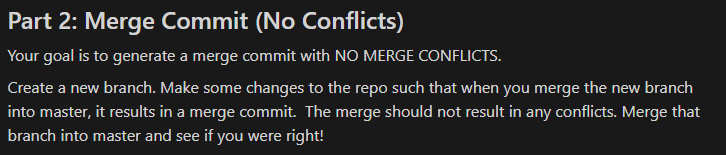 Part 2: Merge Commit (No Conflicts)
Your goal is to generate a merge commit with NO MERGE CONFLICTS.
Create a new branch. Make some changes to the repo such that when you merge the new branch
into master, it results in a merge commit.  The merge should not result in any conflicts. Merge that
branch into master and see if you were right!